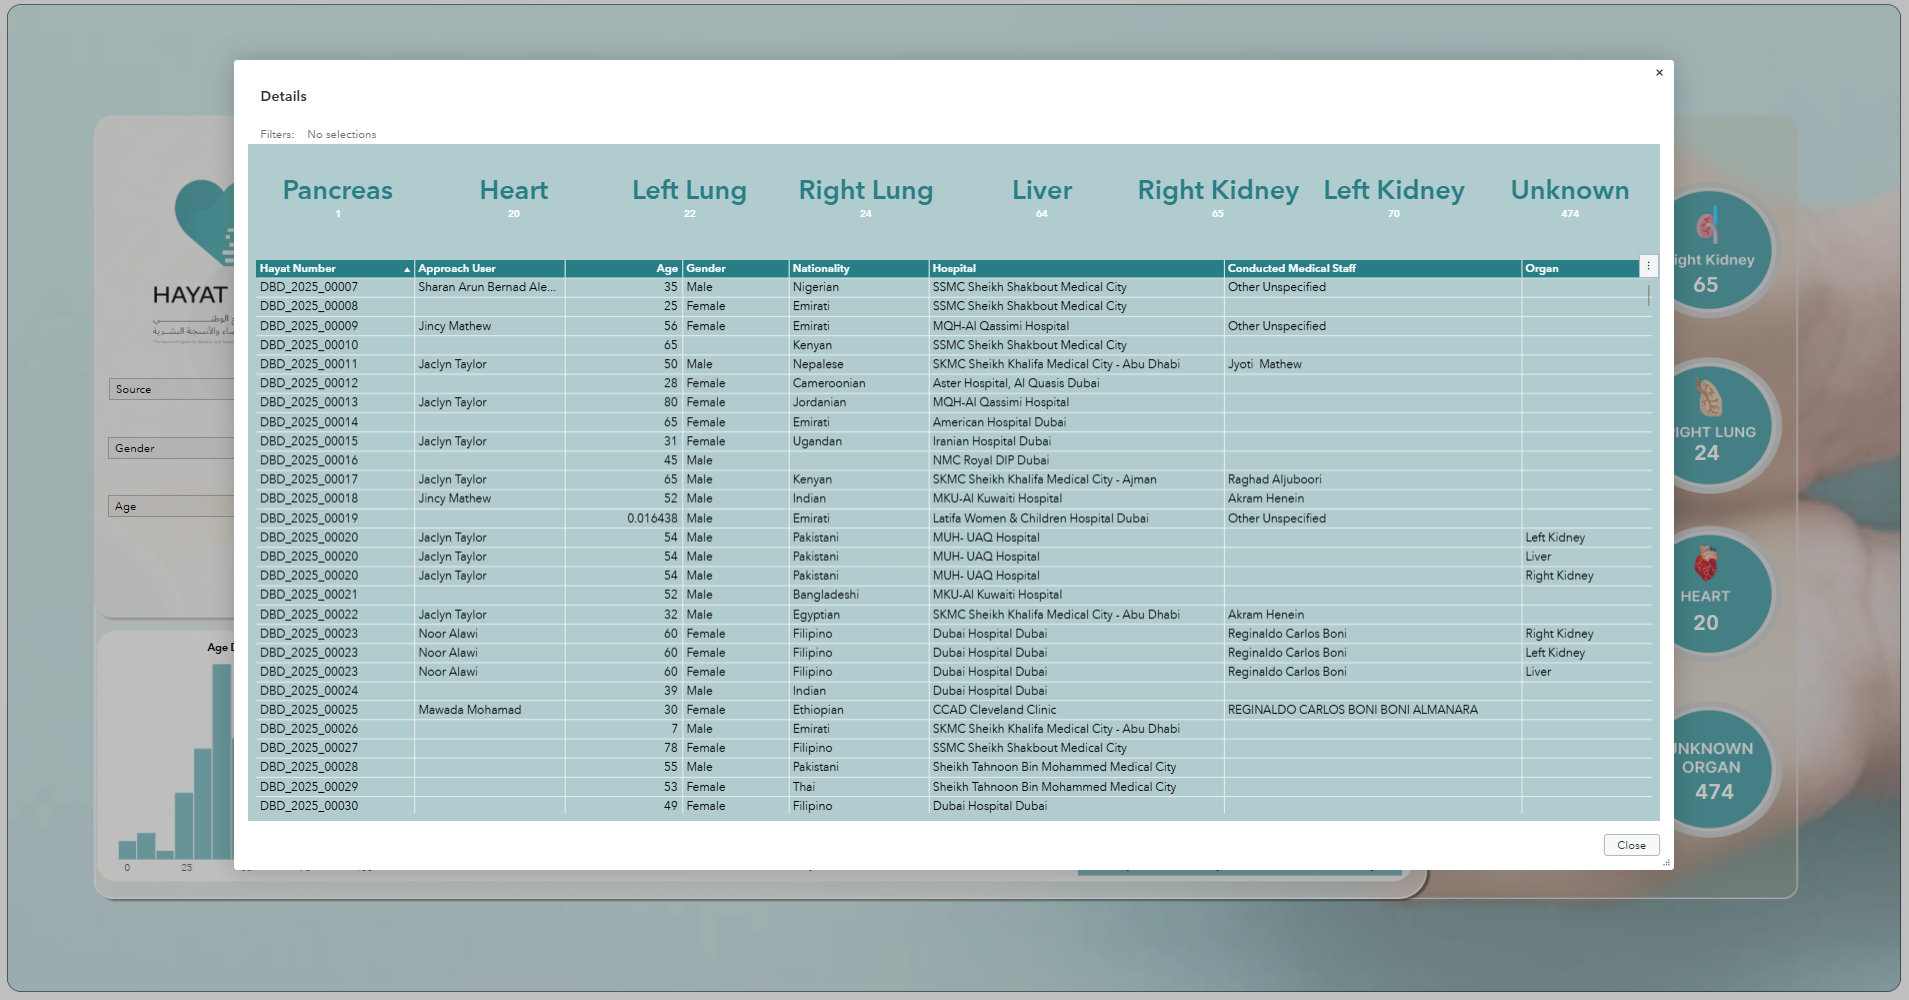 Details
Filters: No selections
Pancreas Heart Left Lung Right Lung Liver Right Kidney Left Kidney Unknown
1 20 22 24 64 65 70 474
Hayat Number Approach User Age Gender Nationality Hospital Conducted Medical Staff Organ
DBD_2025_00007 Sharan Arun Bernad Ale... 35 Male Nigerian SSMC Sheikh Shakbout Medical City Other Unspecified
DBD_2025_00008 25 Female Emirati SSMC Sheikh Shakbout Medical City
DBD_2025_00009 Jincy Mathew 56 Female Emirati MQH-Al Qassimi Hospital Other Unspecified
DBD_2025_00010 65 Kenyan SSMC Sheikh Shakbout Medical City
DBD_2025_00011 Jaclyn Taylor 50 Male Nepalese SKMC Sheikh Khalifa Medical City - Abu Dhabi Jyoti Mathew
DBD_2025_00012 28 Female Cameroonian Aster Hospital, Al Quasis Dubai
DBD_2025_00013 Jaclyn Taylor 80 Female Jordanian MQH-Al Qassimi Hospital
DBD_2025_00014 65 Female Emirati American Hospital Dubai
DBD_2025_00015 Jaclyn Taylor 31 Female Ugandan Iranian Hospital Dubai
DBD_2025_00016 45 Male NMC Royal DIP Dubai
DBD_2025_00017 Jaclyn Taylor 65 Male Kenyan SKMC Sheikh Khalifa Medical City - Ajman Raghad Aljuboori
DBD_2025_00018 Jincy Mathew 52 Male Indian MKU-Al Kuwaiti Hospital Akram Henein
DBD_2025_00019 0.016438 Male Emirati Latifa Women & Children Hospital Dubai Other Unspecified
DBD_2025_00020 Jaclyn Taylor 54 Male Pakistani MUH- UAQ Hospital Left Kidney
DBD_2025_00020 Jaclyn Taylor 54 Male Pakistani MUH- UAQ Hospital Liver
DBD_2025_00020 Jaclyn Taylor 54 Male Pakistani MUH- UAQ Hospital Right Kidney
DBD_2025_00021 52 Male Bangladeshi MKU-Al Kuwaiti Hospital
DBD_2025_00022 Jaclyn Taylor 32 Male Egyptian SKMC Sheikh Khalifa Medical City - Abu Dhabi Akram Henein
DBD_2025_00023 Noor Alawi 60 Female Filipino Dubai Hospital Dubai Reginaldo Carlos Boni Right Kidney
DBD_2025_00023 Noor Alawi 60 Female Filipino Dubai Hospital Dubai Reginaldo Carlos Boni Left Kidney
DBD_2025_00023 Noor Alawi 60 Female Filipino Dubai Hospital Dubai Reginaldo Carlos Boni Liver
DBD_2025_00024 39 Male Indian Dubai Hospital Dubai
DBD_2025_00025 Mawada Mohamad 30 Female Ethiopian CCAD Cleveland Clinic REGINALDO CARLOS BONI BONI ALMANARA
DBD_2025_00026 7 Male Emirati SKMC Sheikh Khalifa Medical City - Abu Dhabi
DBD_2025_00027 78 Female Filipino SSMC Sheikh Shakbout Medical City
DBD_2025_00028 55 Male Pakistani Sheikh Tahnoon Bin Mohammed Medical City
DBD_2025_00029 53 Female Thai Sheikh Tahnoon Bin Mohammed Medical City
DBD_2025_00030 49 Female Filipino Dubai Hospital Dubai
Close
HAYAT
Source
Gender
Age
Age
0 25
Kidney
65
LUNG
24
HEART
20
UNKNOWN
ORGAN
474